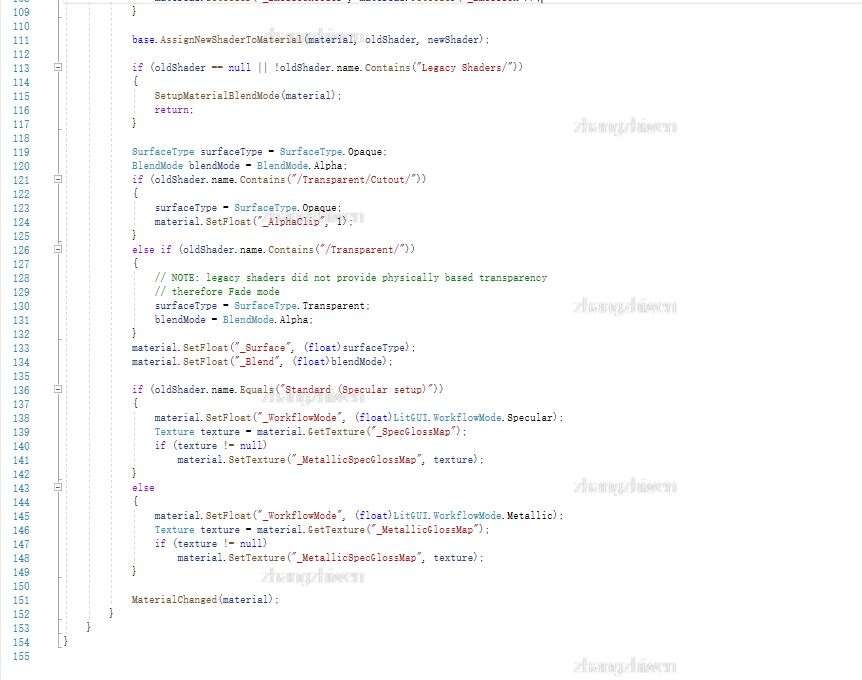 109 }
110
111 base.AssignNewShaderToMaterial(material, oldShader, newShader);
112
113 if (oldShader == null || !oldShader.name.Contains("Legacy Shaders/"))
114 {
115 SetupMaterialBlendMode(material);
116 return;
117 }
118
119 SurfaceType surfaceType = SurfaceType.Opaque;
120 BlendMode blendMode = BlendMode.Alpha;
121 if (oldShader.name.Contains("/Transparent/Cutout/"))
122 {
123 surfaceType = SurfaceType.Opaque;
124 material.SetFloat("_AlphaClip", 1);
125 }
126 else if (oldShader.name.Contains("/Transparent/"))
127 {
128 // NOTE: legacy shaders did not provide physically based transparency
129 // therefore Fade mode
130 surfaceType = SurfaceType.Transparent;
131 blendMode = BlendMode.Alpha;
132 }
133 material.SetFloat("_Surface", (float)surfaceType);
134 material.SetFloat("_Blend", (float)blendMode);
135
136 if (oldShader.name.Equals("Standard (Specular setup)"))
137 {
138 material.SetFloat("_WorkflowMode", (float)LitGUI.WorkflowMode.Specular);
139 Texture texture = material.GetTexture("_SpecGlossMap");
140 if (texture != null)
141 material.SetTexture("_MetallicSpecGlossMap", texture);
142 }
143 else
144 {
145 material.SetFloat("_WorkflowMode", (float)LitGUI.WorkflowMode.Metallic);
146 Texture texture = material.GetTexture("_MetallicGlossMap");
147 if (texture != null)
148 material.SetTexture("_MetallicSpecGlossMap", texture);
149 }
150
151 MaterialChanged(material);
152 }
153 }
154 }
155